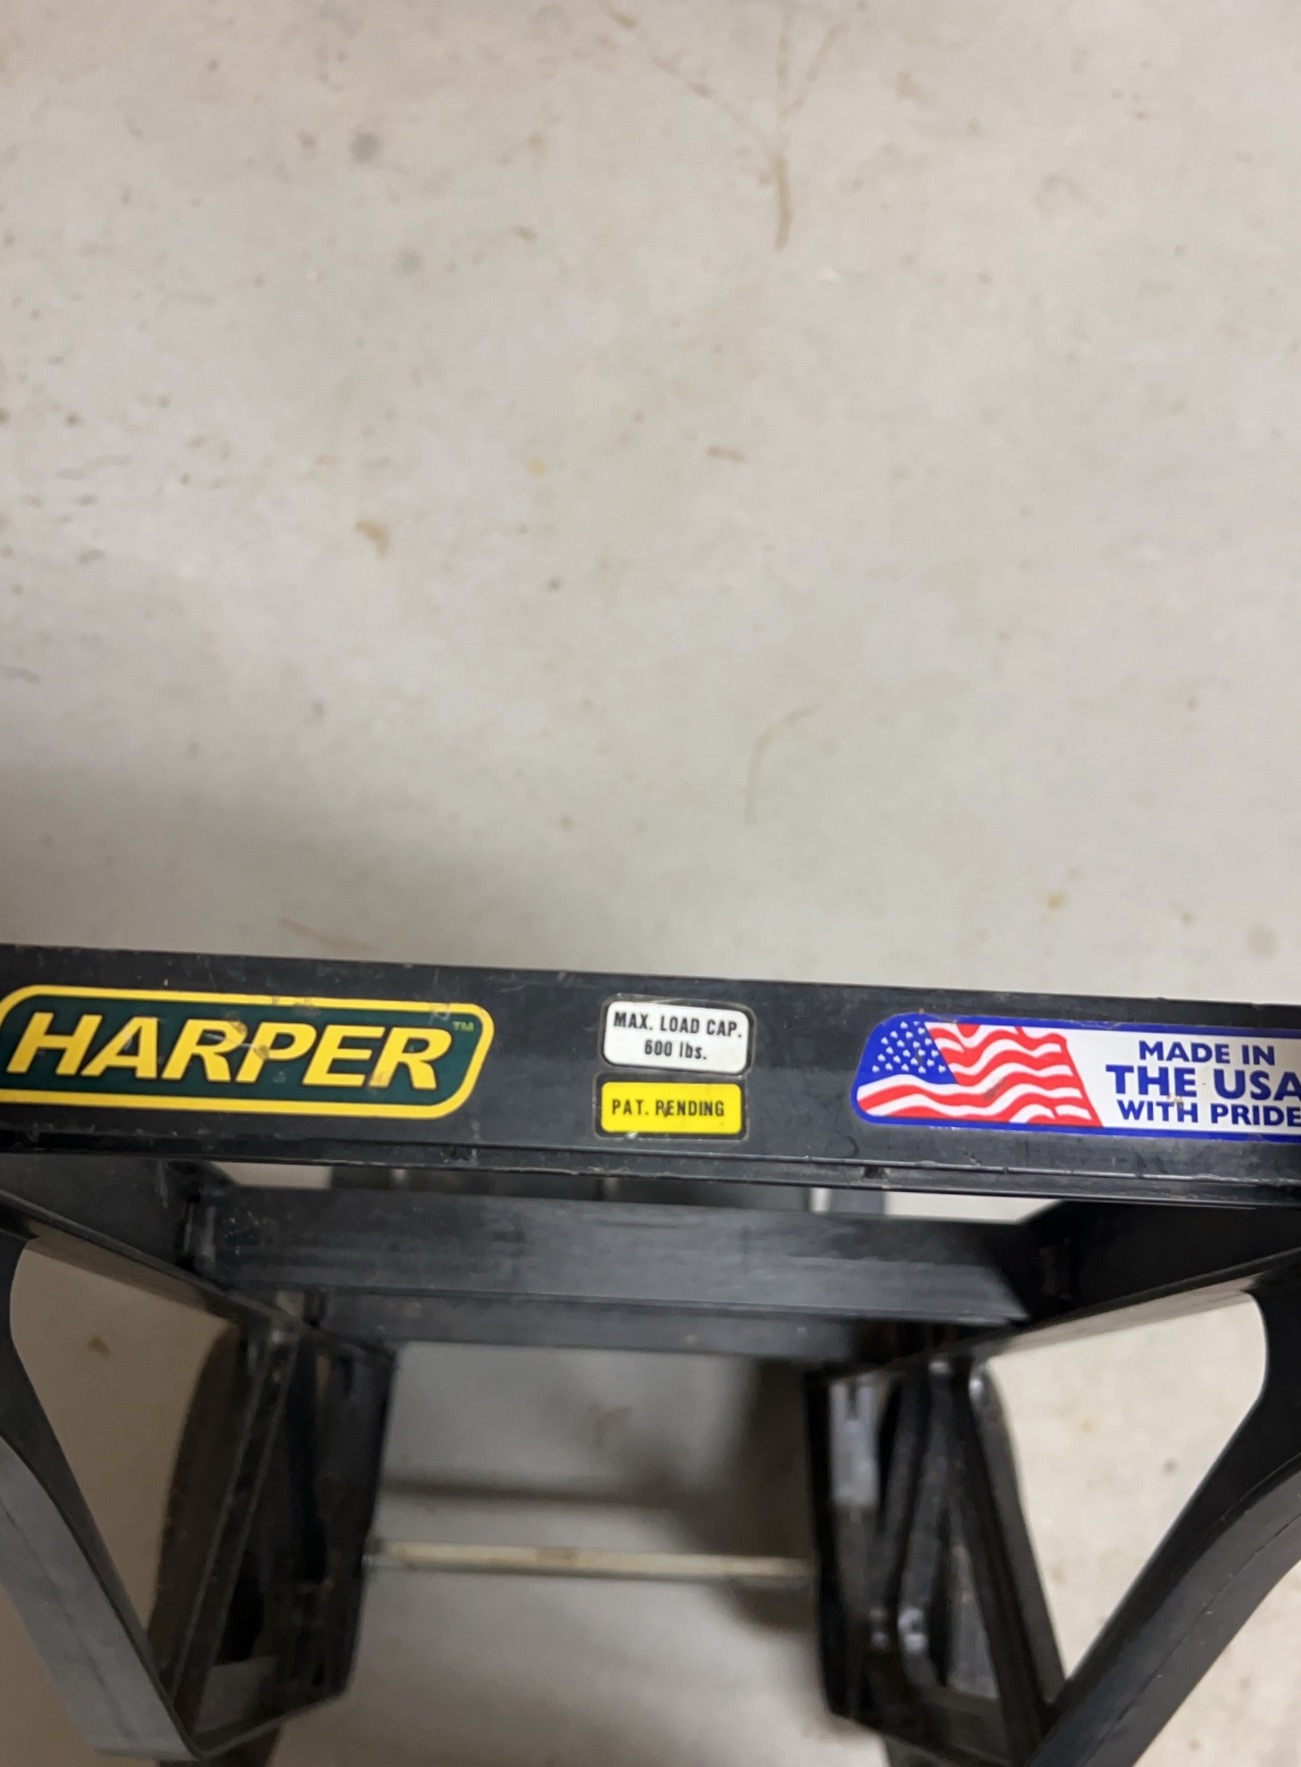 HARPER™
MAX. LOAD CAP.
600 lbs.
PAT. PENDING
MADE IN
THE USA
WITH PRIDE